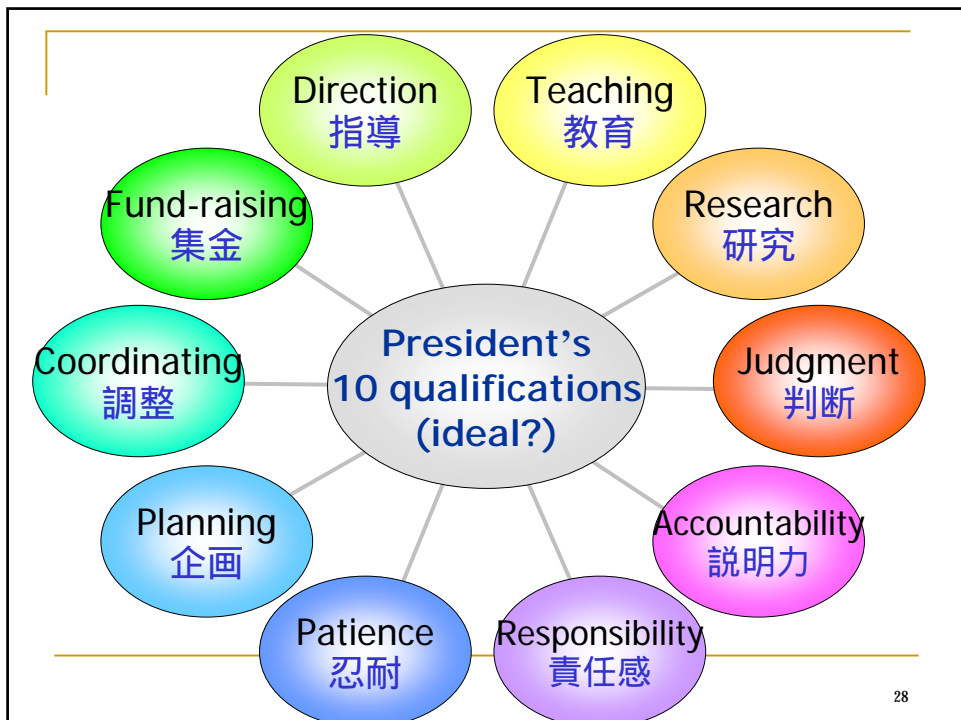 Direction
指導
Teaching
教育
Fund-raising
集金
Research
研究
President's
10 qualifications
(ideal?)
Coordinating
調整
Judgment
判断
Planning
企画
Accountability
説明力
Patience
忍耐
Responsibility
責任感
28